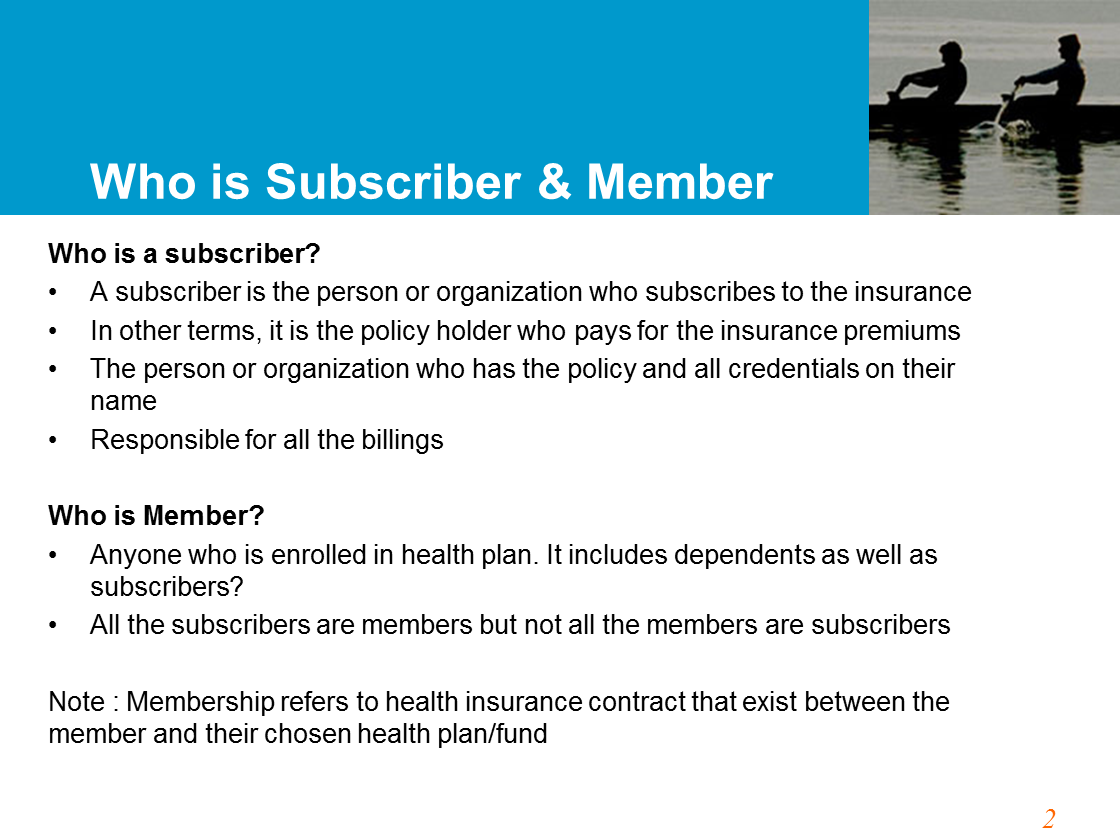 Who is Subscriber & Member
Who is a subscriber?
• A subscriber is the person or organization who subscribes to the insurance
• In other terms, it is the policy holder who pays for the insurance premiums
• The person or organization who has the policy and all credentials on their
name
• Responsible for all the billings
Who is Member?
• Anyone who is enrolled in health plan. It includes dependents as well as
subscribers?
• All the subscribers are members but not all the members are subscribers
Note : Membership refers to health insurance contract that exist between the
member and their chosen health plan/fund
2